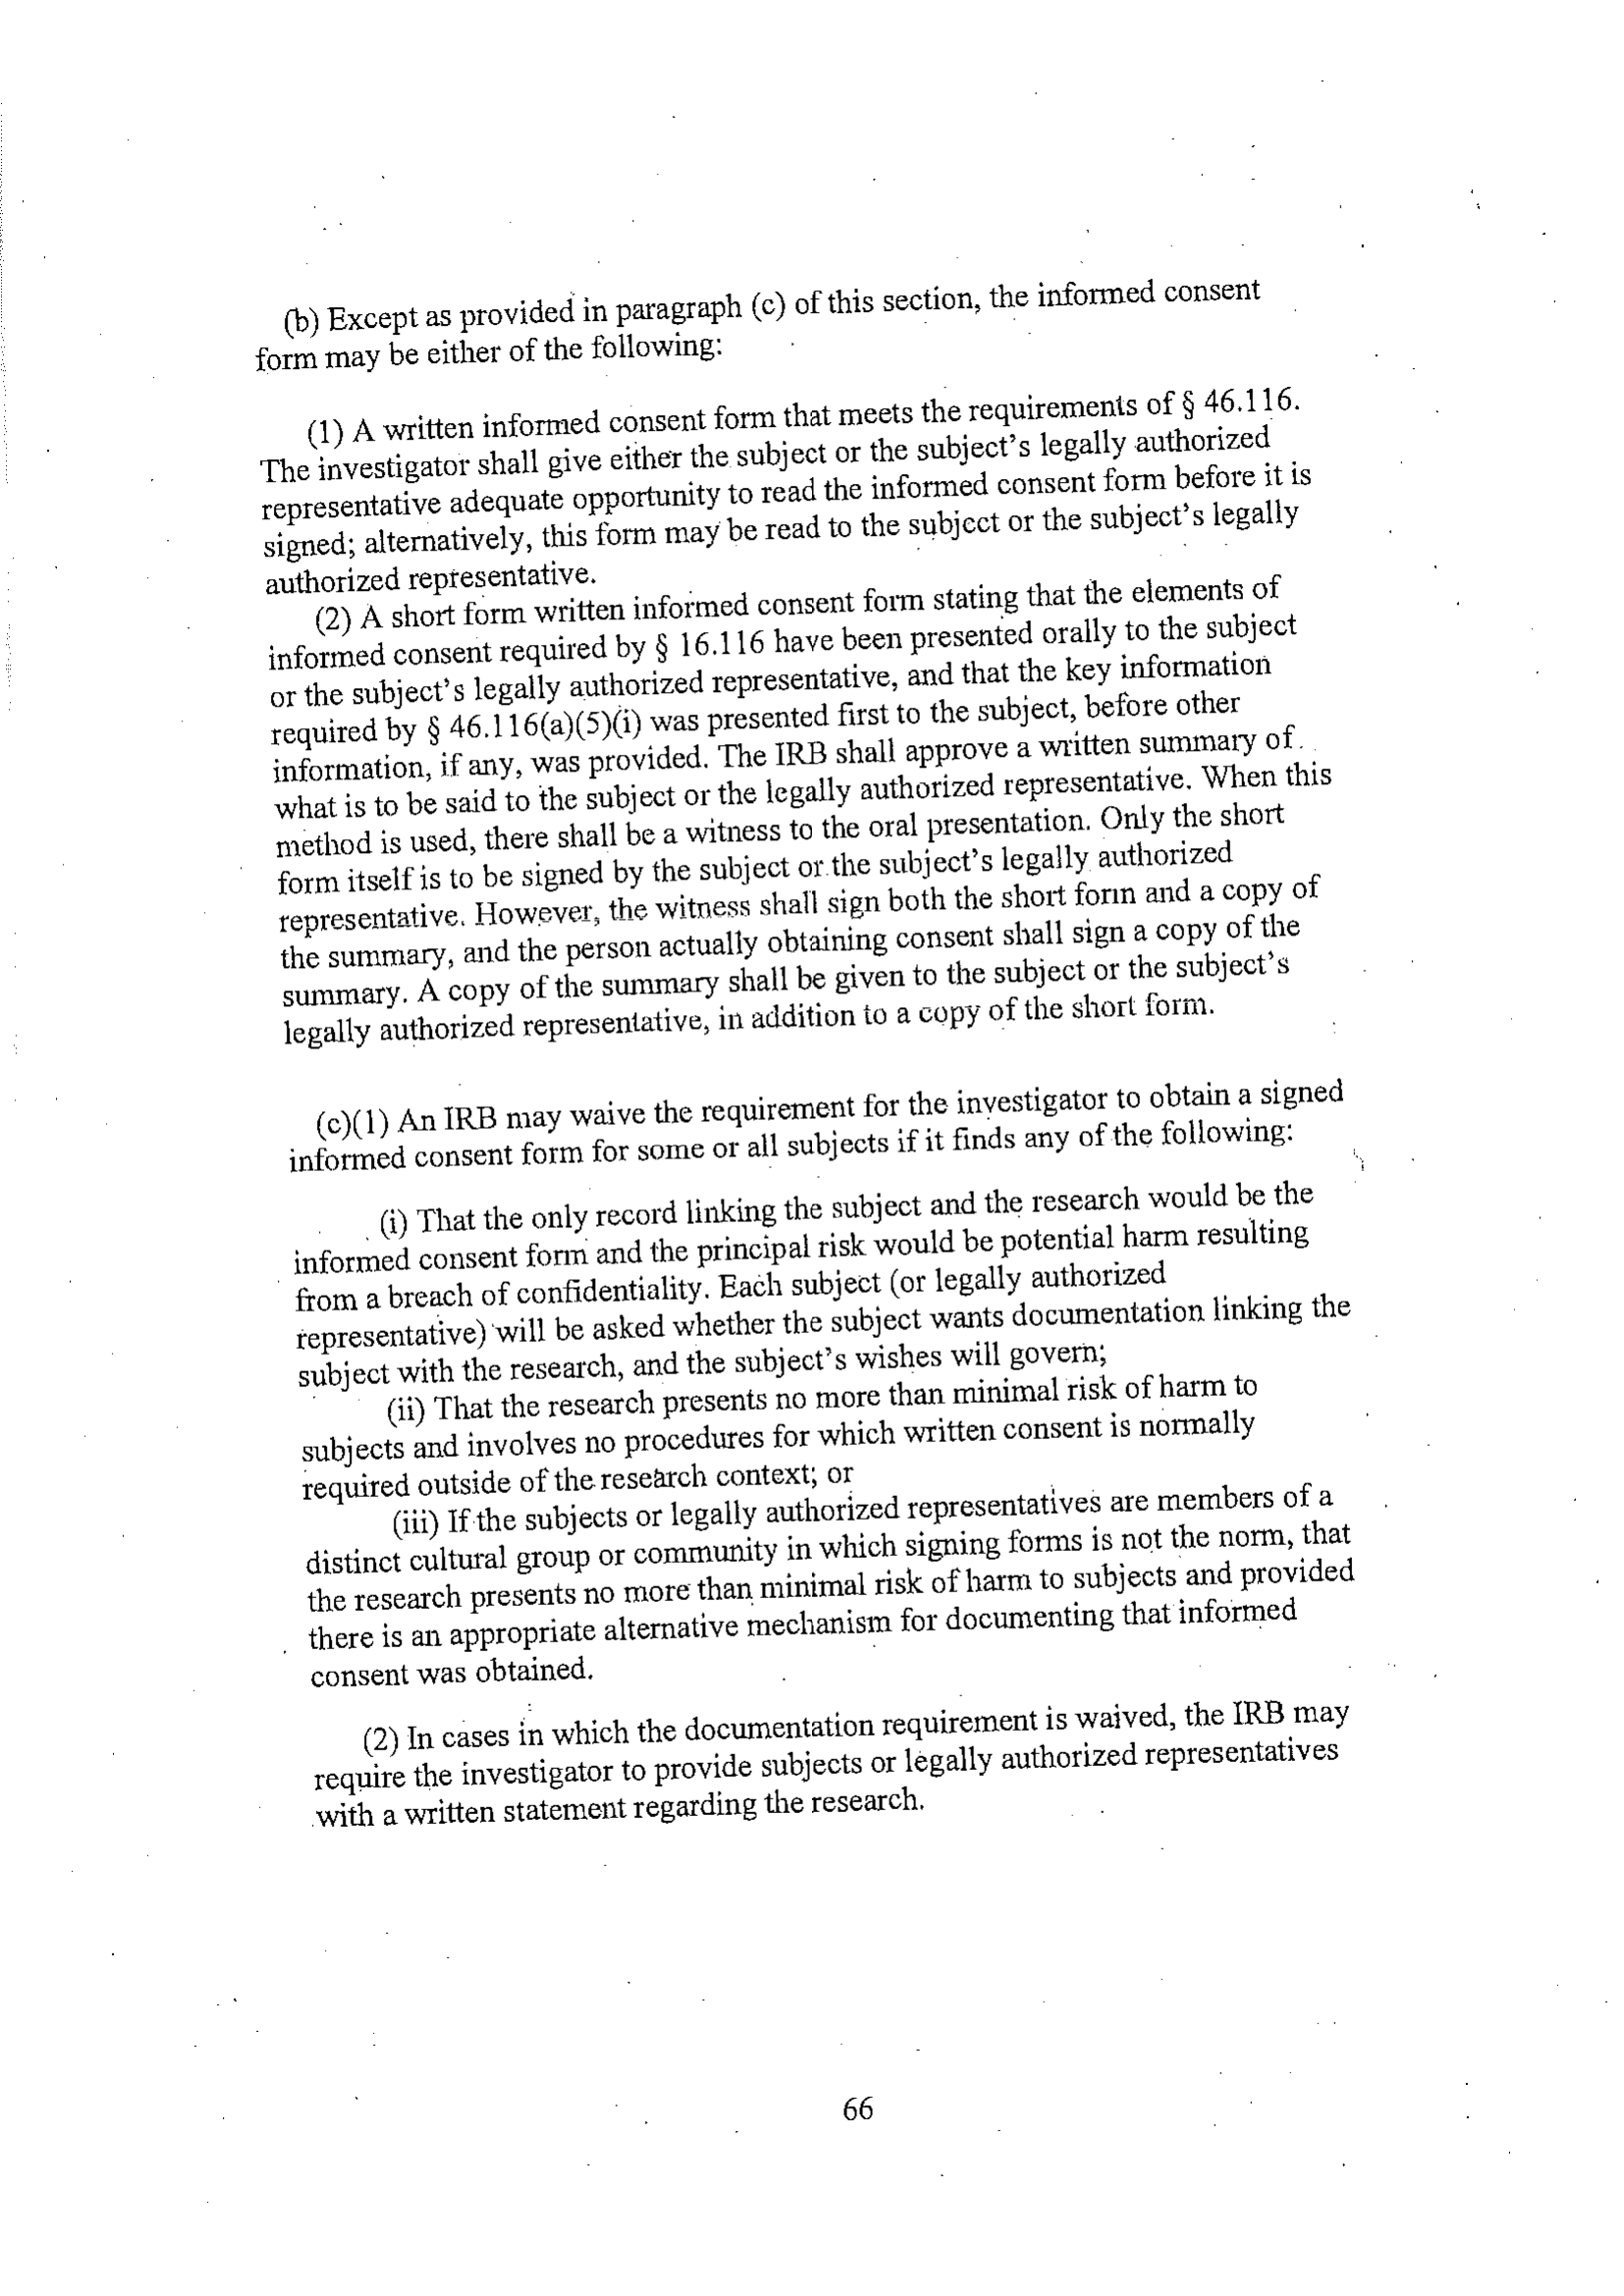 (b) Except as provided in paragraph (c) of this section, the informed consent
form may be either of the following:
(1) A written informed consent form that meets the requirements of § 46.116.
The investigator shall give either the subject or the subject's legally authorized
representative adequate opportunity to read the informed consent form before it is
signed; alternatively, this form may be read to the subject or the subject's legally
authorized representative.
(2) A short form written informed consent form stating that the elements of
informed consent required by § 16.116 have been presented orally to the subject
or the subject's legally authorized representative, and that the key information
required by § 46.116(a)(5)(i) was presented first to the subject, before other
information, if any, was provided. The IRB shall approve a written summary of
what is to be said to the subject or the legally authorized representative. When this
method is used, there shall be a witness to the oral presentation. Only the short
form itself is to be signed by the subject or the subject's legally authorized
representative. However, the witness shall sign both the short form and a copy of
the summary, and the person actually obtaining consent shall sign a copy of the
summary. A copy of the summary shall be given to the subject or the subject's
legally authorized representative, in addition to a copy of the short form.
(c)(1) An IRB may waive the requirement for the investigator to obtain a signed
informed consent form for some or all subjects if it finds any of the following:
(i) That the only record linking the subject and the research would be the
informed consent form and the principal risk would be potential harm resulting
from a breach of confidentiality. Each subject (or legally authorized
representative) will be asked whether the subject wants documentation linking the
subject with the research, and the subject's wishes will govern;
(ii) That the research presents no more than minimal risk of harm to
subjects and involves no procedures for which written consent is normally
required outside of the research context; or
(iii) If the subjects or legally authorized representatives are members of a
distinct cultural group or community in which signing forms is not the norm, that
the research presents no more than minimal risk of harm to subjects and provided
there is an appropriate alternative mechanism for documenting that informed
consent was obtained.
(2) In cases in which the documentation requirement is waived, the IRB may
require the investigator to provide subjects or legally authorized representatives
with a written statement regarding the research.
66